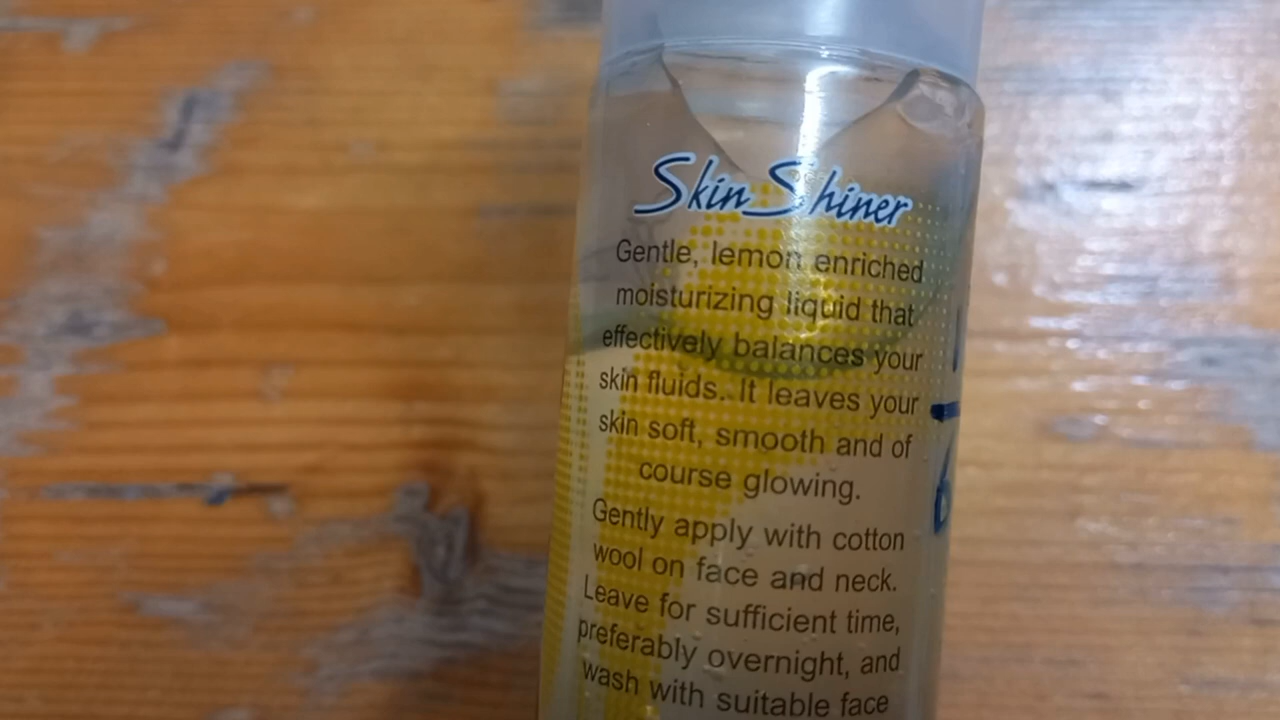 Skin Shiner
Gentle, lemon enriched
moisturizing liquid that
effectively balances your
skin fluids. It leaves your
skin soft, smooth and of
course glowing.
Gently apply with cotton
wool on face and neck.
Leave for sufficient time,
preferably overnight, and
wash with suitable face